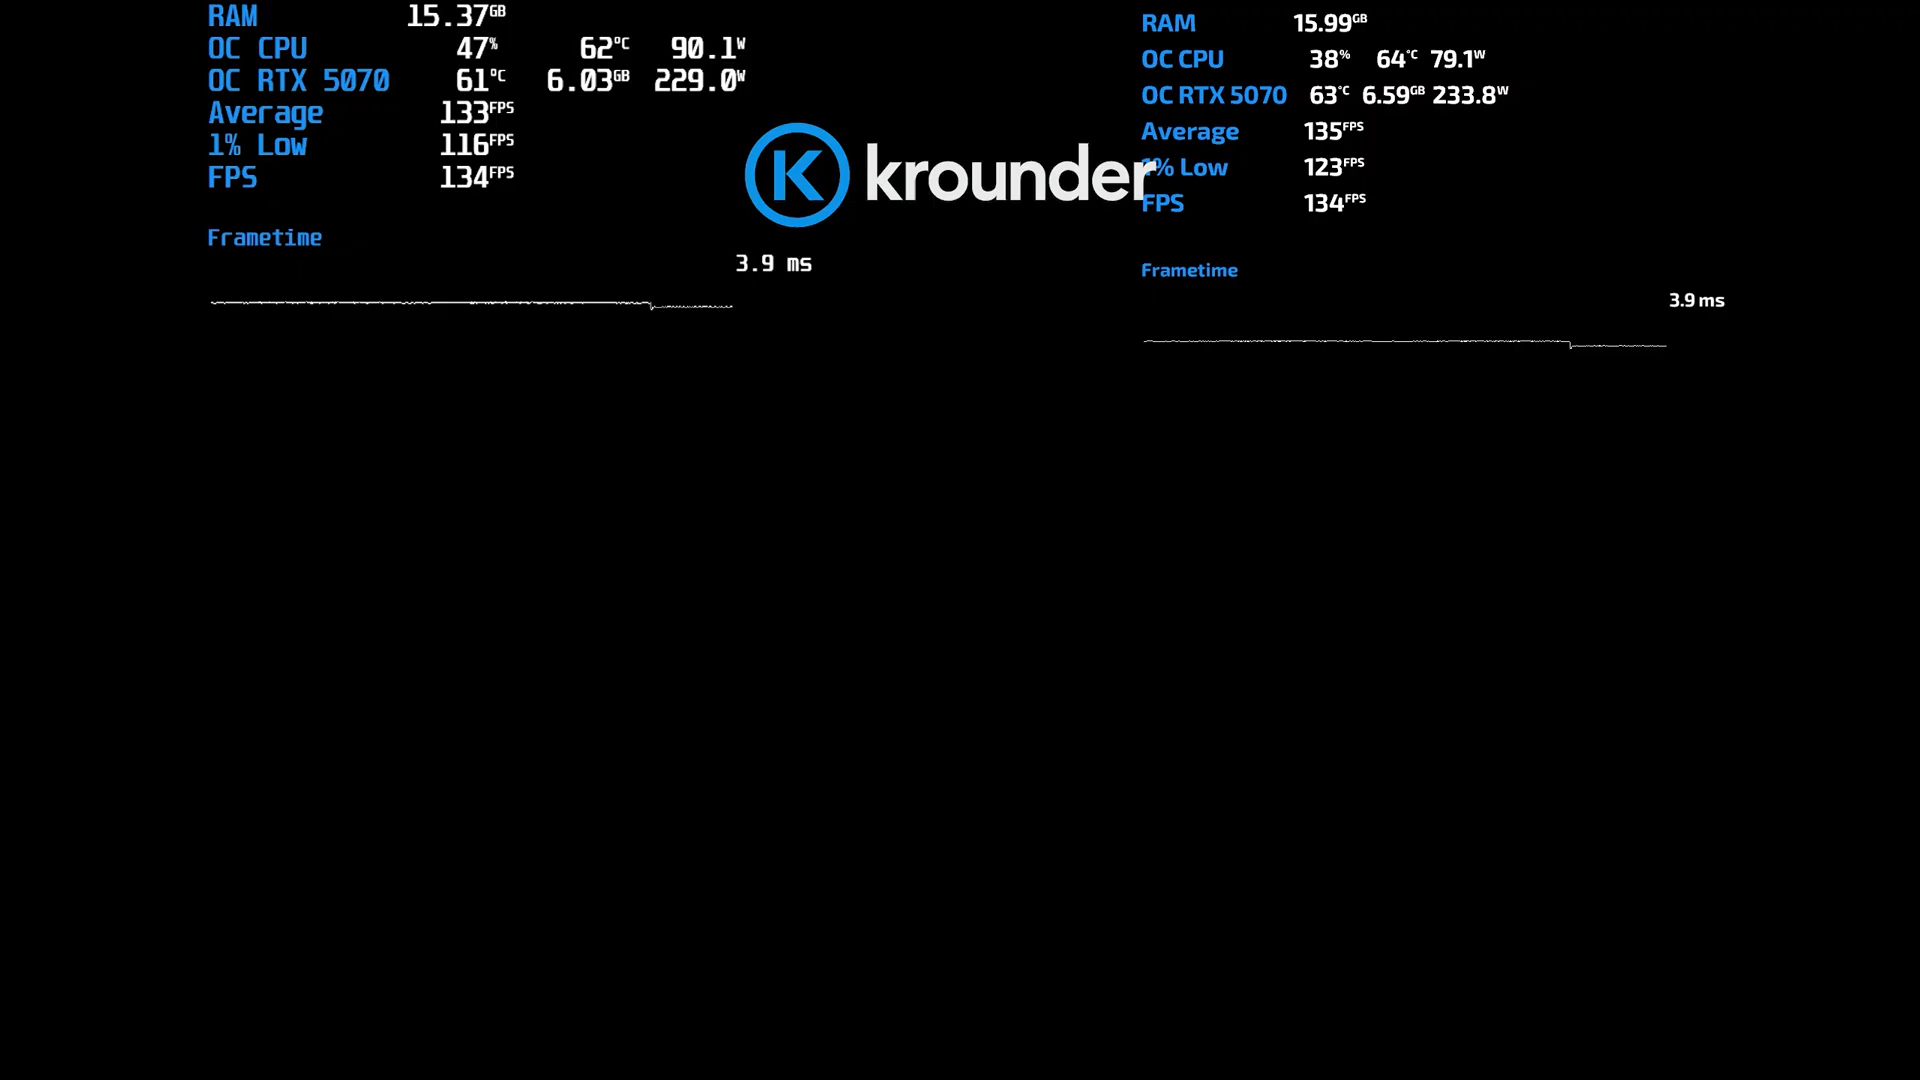 RAM 15.37GB
OC CPU 47% 62°C 90.1W
OC RTX 5070 61°C 6.03GB 229.0W
Average 133FPS
1% Low 116FPS
FPS 134FPS
Frametime
3.9 ms
krounder
RAM 15.99GB
OC CPU 38% 64°C 79.1W
OC RTX 5070 63°C 6.59GB 233.8W
Average 135FPS
1% Low 123FPS
FPS 134FPS
Frametime
3.9 ms